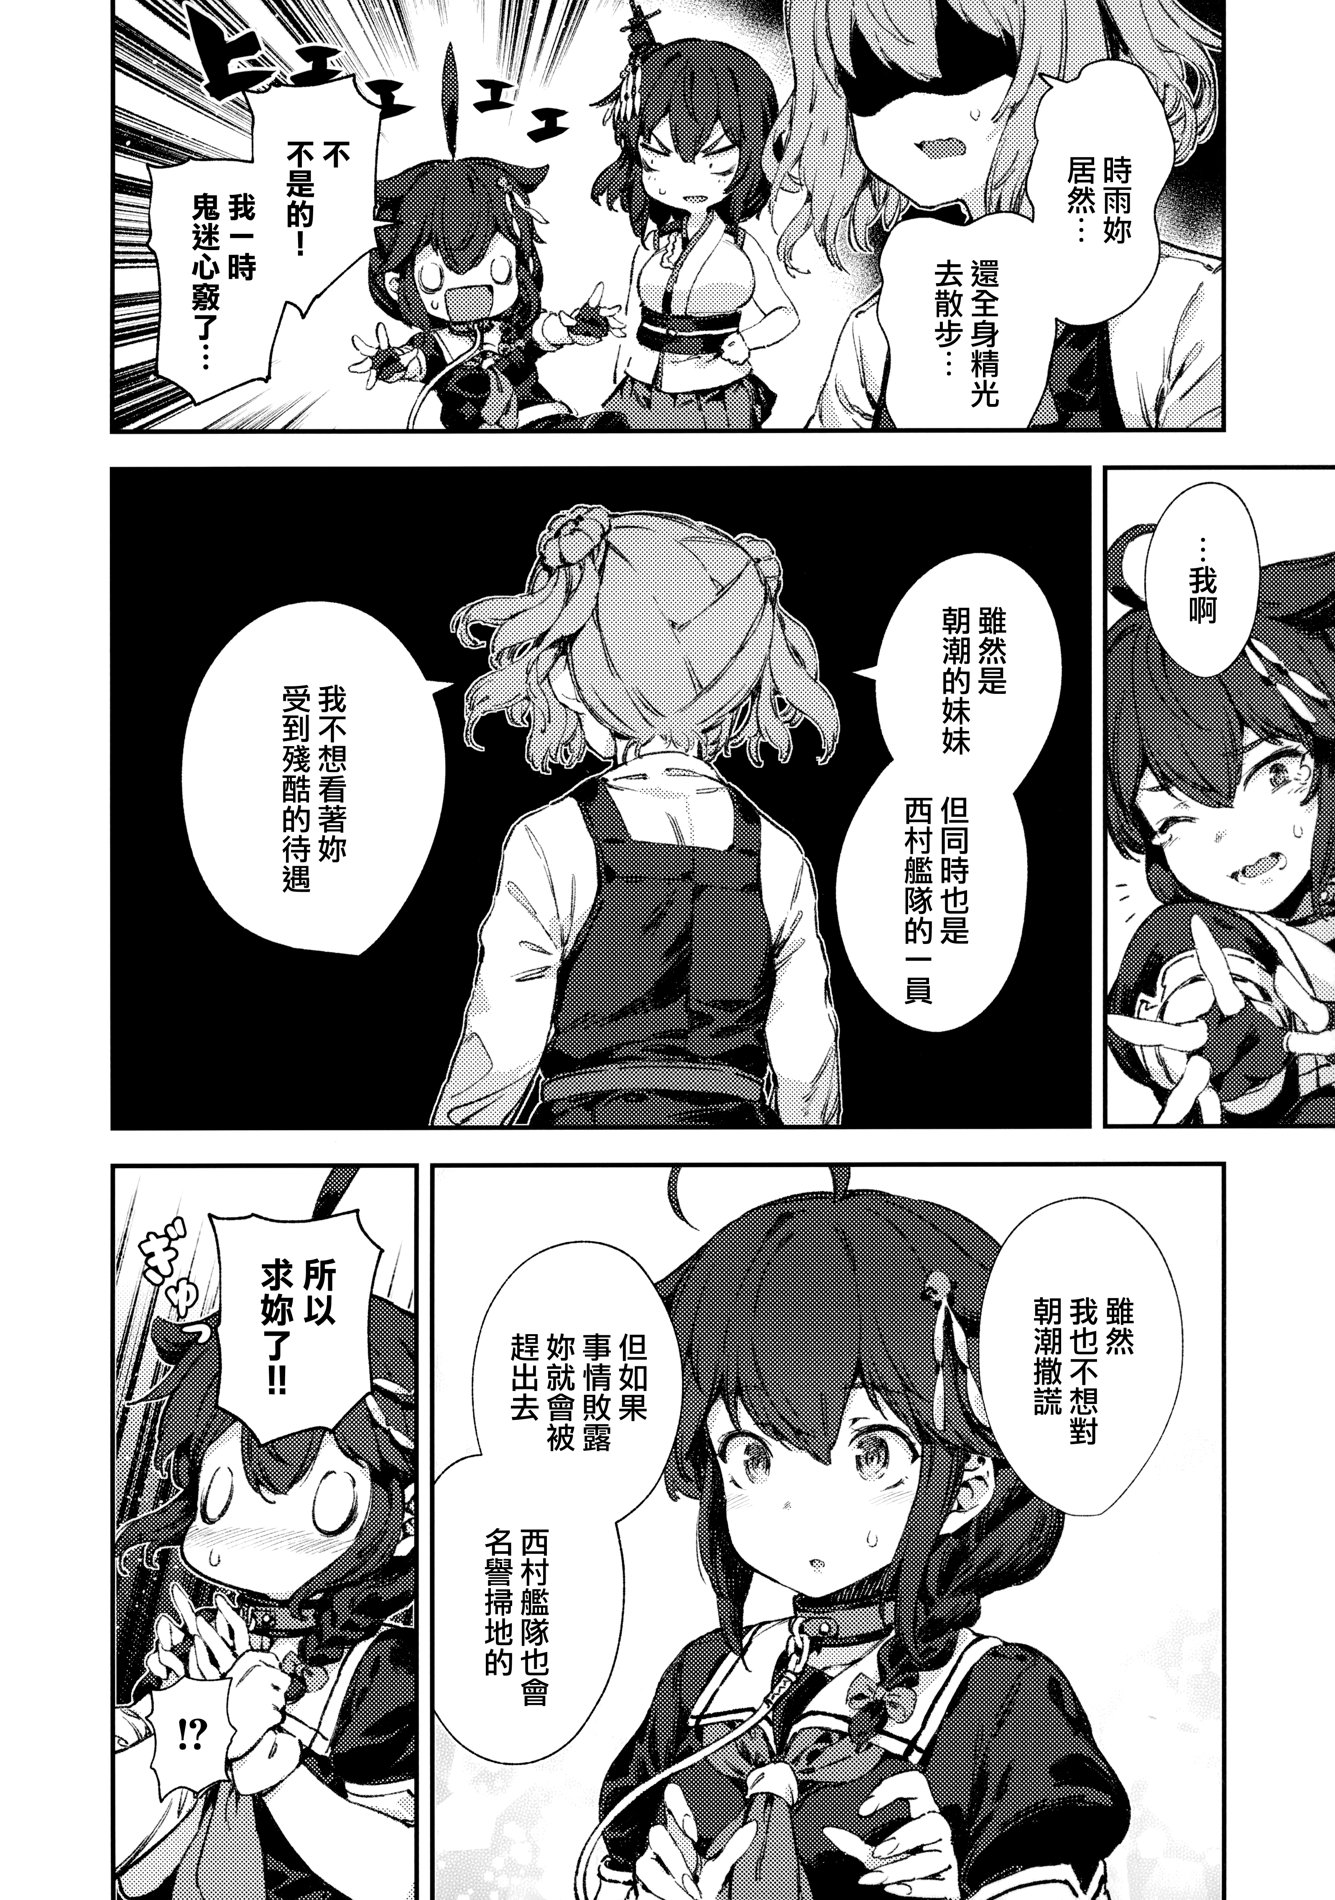 時雨妳
居然…
還全身精光
去散步…
ヒエエエエ
不
不是的！
我一時
鬼迷心竅了…
…我啊
雖然是
朝潮的妹妹
但同時也是
西村艦隊的一員
我不想看著妳
受到殘酷的待遇
雖然
我也不想對
朝潮撒謊
但如果
事情敗露
妳就會被
趕出去
西村艦隊也會
名譽掃地的
所以
求妳了!!
ぎゅっ
!?